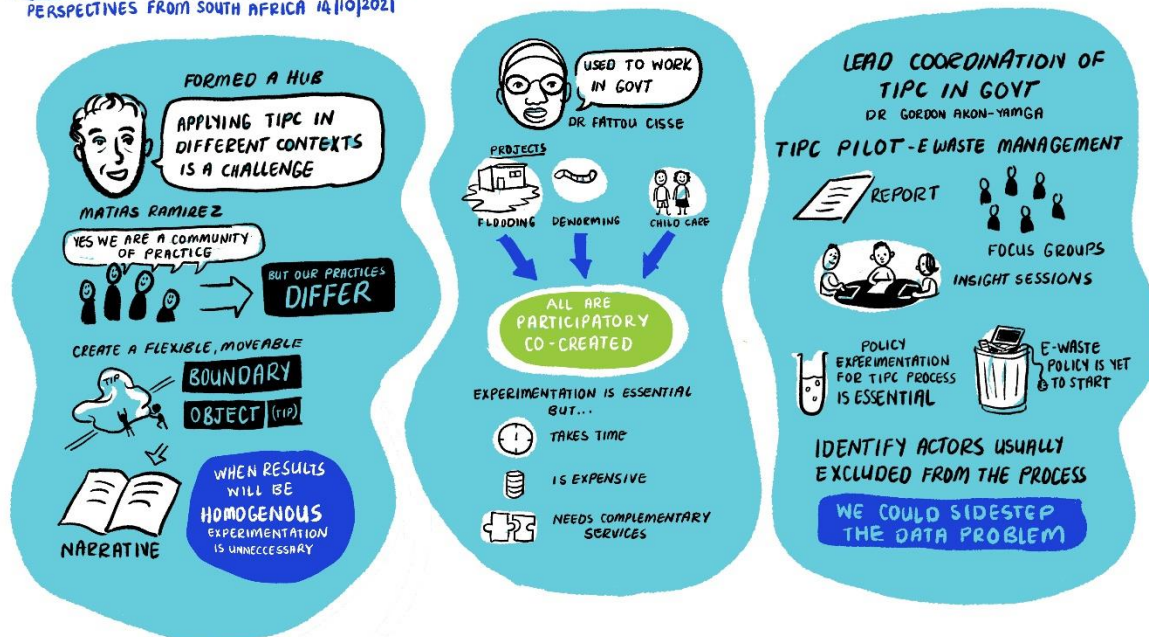 PERSPECTIVES FROM SOUTH AFRICA 14/10/2021
FORMED A HUB
APPLYING TIPC IN
DIFFERENT CONTEXTS
IS A CHALLENGE
MATIAS RAMIREZ
YES WE ARE A COMMUNITY
OF PRACTICE
BUT OUR PRACTICES
DIFFER
CREATE A FLEXIBLE, MOVEABLE
TIP
BOUNDARY
OBJECT (TIP)
NARRATIVE
WHEN RESULTS
WILL BE
HOMOGENOUS
EXPERIMENTATION
IS UNNECCESSARY
USED TO WORK
IN GOVT
DR FATTOU CISSE
PROJECTS
FLOODING
DEWORMING
CHILD CARE
ALL ARE
PARTICIPATORY
CO-CREATED
EXPERIMENTATION IS ESSENTIAL
BUT...
TAKES TIME
IS EXPENSIVE
NEEDS COMPLEMENTARY
SERVICES
LEAD COORDINATION OF
TIPC IN GOVT
DR GORDON AKON-YAMGA
TIPC PILOT-E WASTE MANAGEMENT
REPORT
FOCUS GROUPS
INSIGHT SESSIONS
POLICY
EXPERIMENTATION
FOR TIPC PROCESS
IS ESSENTIAL
E-WASTE
POLICY IS YET
TO START
IDENTIFY ACTORS USUALLY
EXCLUDED FROM THE PROCESS
WE COULD SIDESTEP
THE DATA PROBLEM